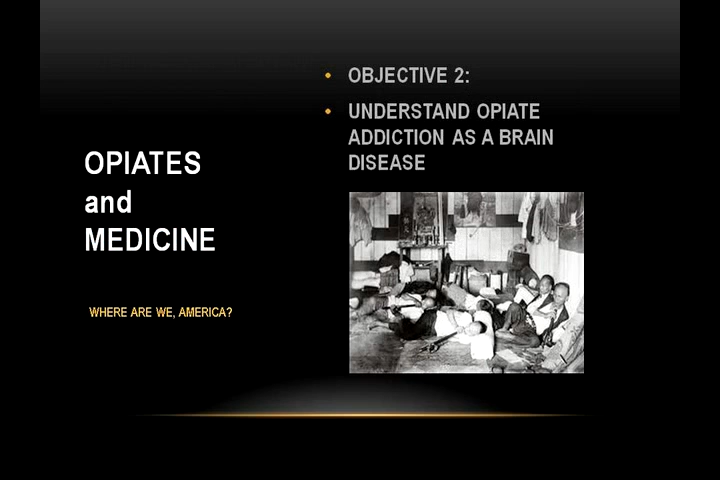 OPIATES
and
MEDICINE
WHERE ARE WE, AMERICA?
• OBJECTIVE 2:
• UNDERSTAND OPIATE
ADDICTION AS A BRAIN
DISEASE